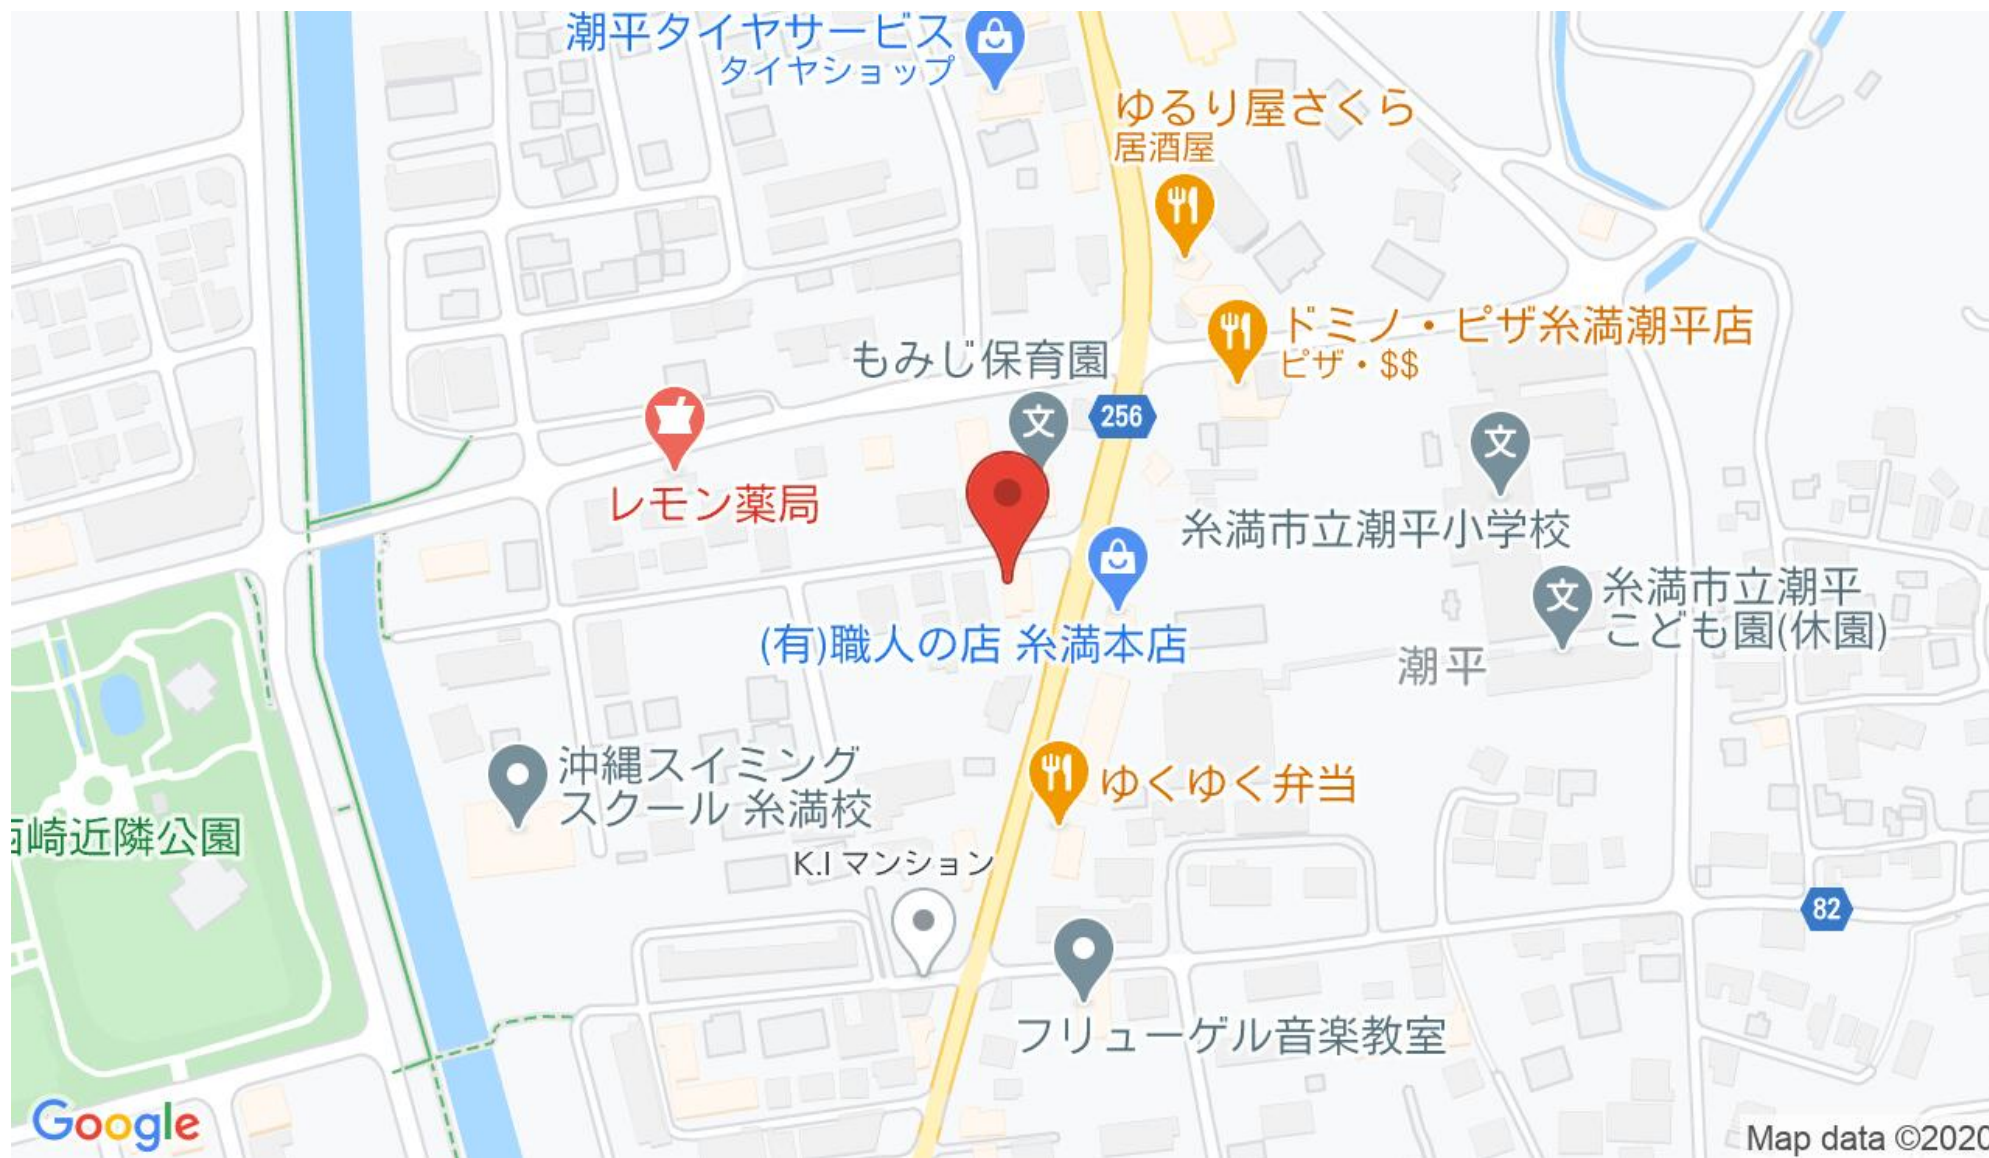 潮平タイヤサービス
タイヤショップ
ゆるり屋さくら
居酒屋
ドミノ・ピザ糸満潮平店
ピザ・$$
もみじ保育園
256
レモン薬局
糸満市立潮平小学校
糸満市立潮平
こども園(休園)
(有)職人の店 糸満本店
潮平
沖縄スイミング
スクール 糸満校
ゆくゆく弁当
崎近隣公園
K.I マンション
82
フリューゲル音楽教室
Google
Map data ©2020
文
文
文